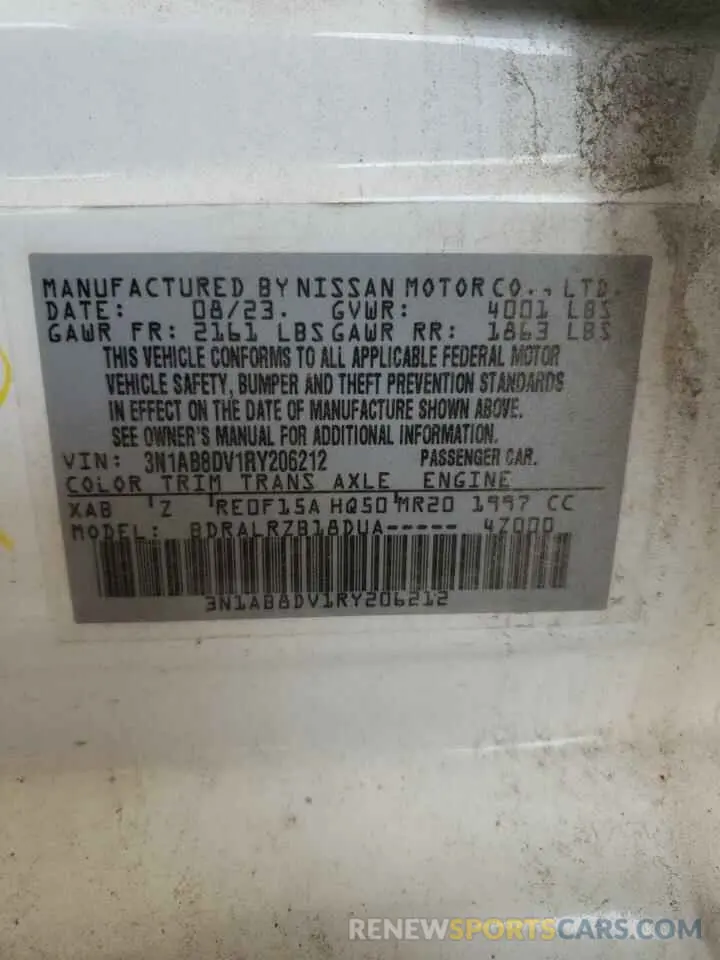 MANUFACTURED BY NISSAN MOTOR CO., LTD.
DATE: 08/23. GVWR: 4001 LBS
GAWR FR: 2161 LBS GAWR RR: 1863 LBS
THIS VEHICLE CONFORMS TO ALL APPLICABLE FEDERAL MOTOR
VEHICLE SAFETY, BUMPER AND THEFT PREVENTION STANDARDS
IN EFFECT ON THE DATE OF MANUFACTURE SHOWN ABOVE.
SEE OWNER'S MANUAL FOR ADDITIONAL INFORMATION.
VIN: 3N1AB8DV1RY206212 PASSENGER CAR.
COLOR TRIM TRANS AXLE ENGINE
XAB Z RE0F15A HQ50 MR20 1997 CC
MODEL: BDRALRZB18DUA----- 4Z000
3N1AB8DV1RY206212
RENEWSPORTSCARS.COM